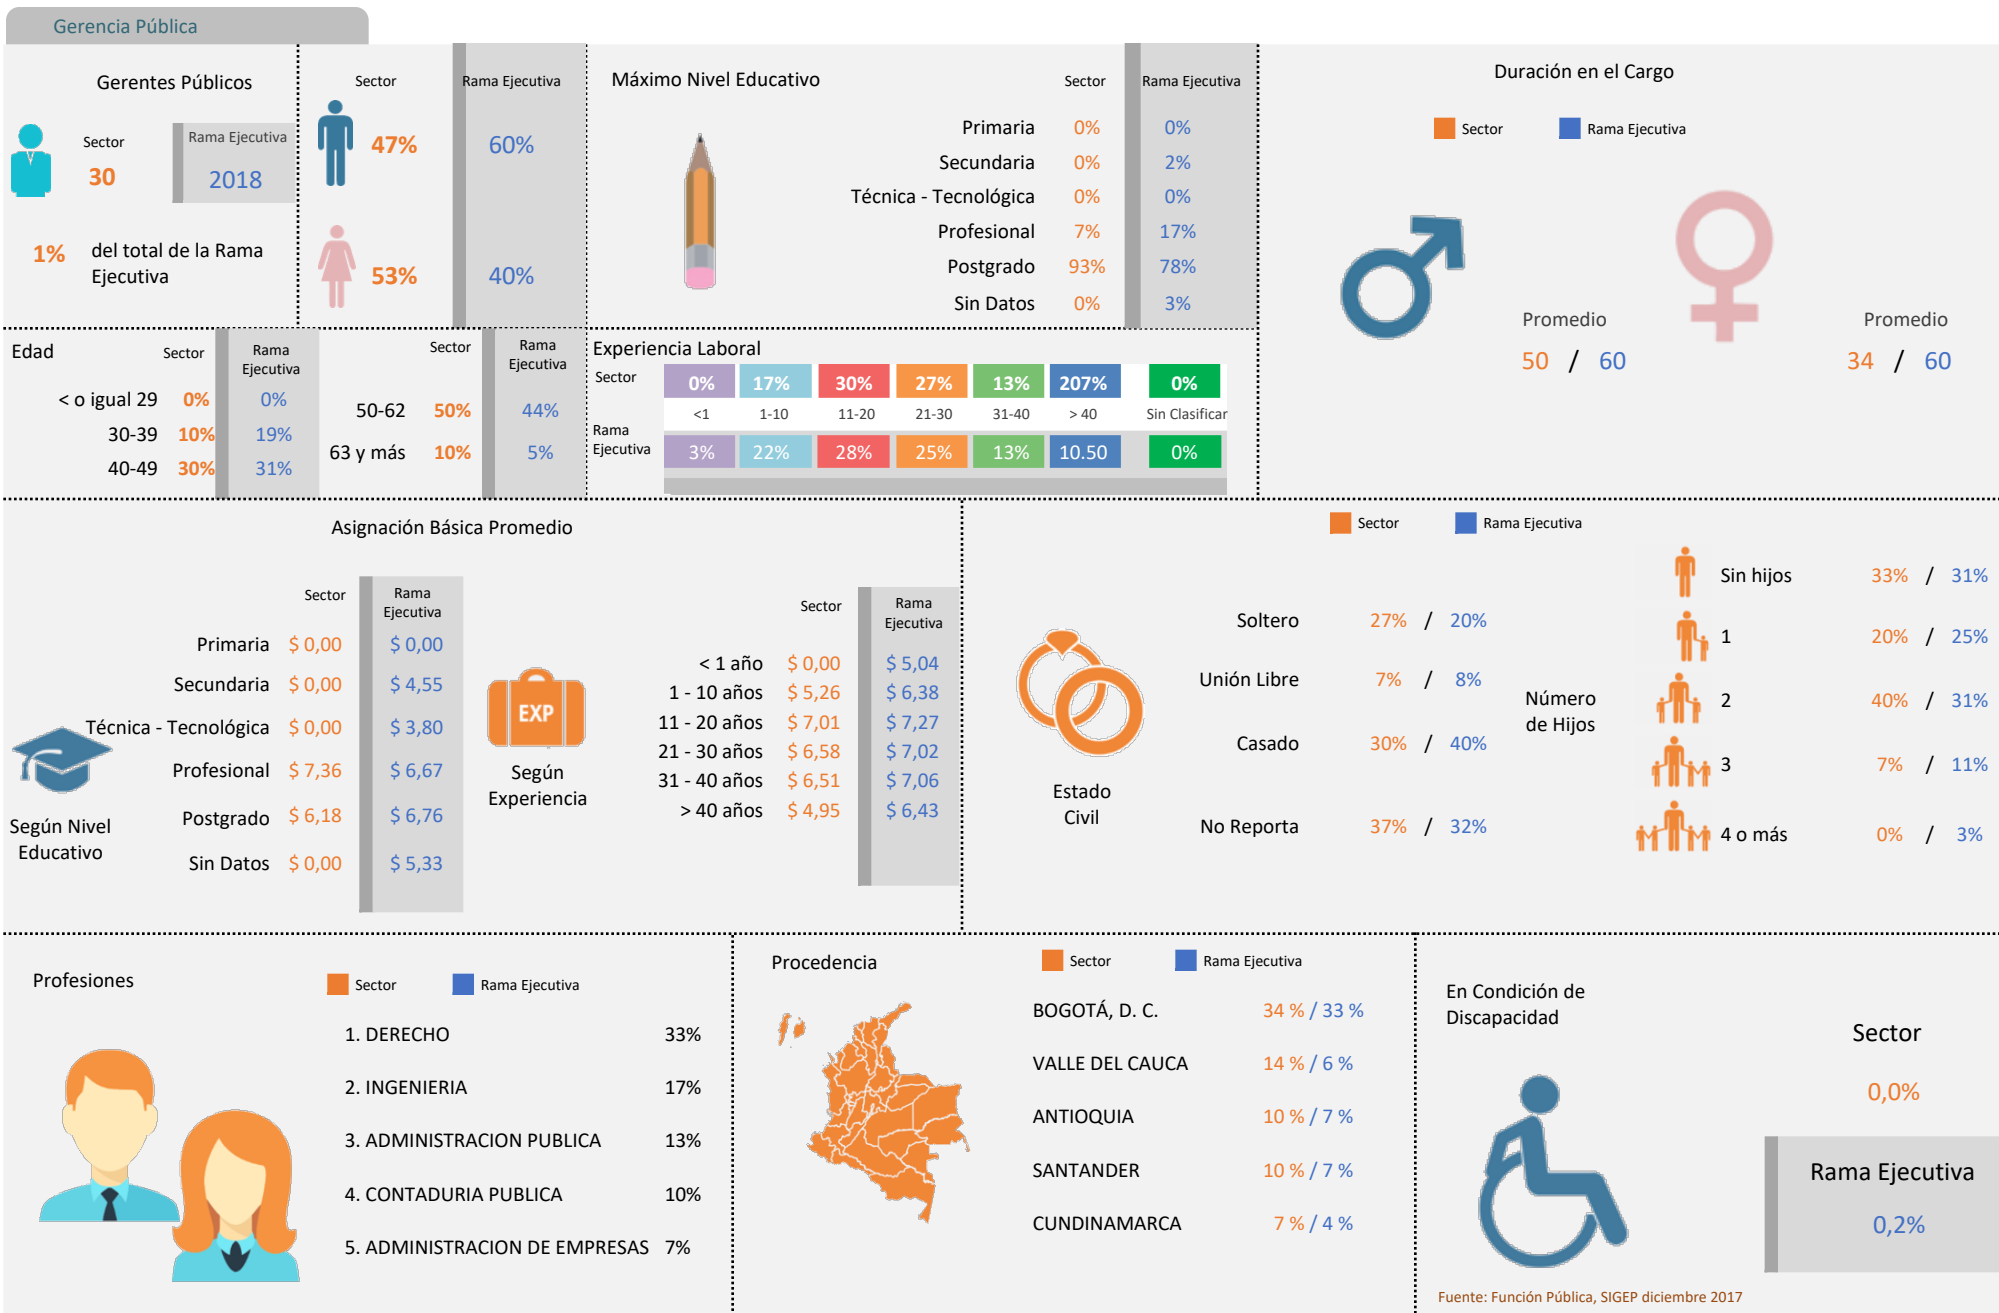 Gerencia Pública
Gerentes Públicos
Sector
Rama Ejecutiva
30
2018
1%
del total de la Rama
Ejecutiva
Sector
Rama Ejecutiva
47%
60%
53%
40%
Máximo Nivel Educativo
Sector
Rama Ejecutiva
Primaria 0% 0%
Secundaria 0% 2%
Técnica - Tecnológica 0% 0%
Profesional 7% 17%
Postgrado 93% 78%
Sin Datos 0% 3%
Duración en el Cargo
Sector
Rama Ejecutiva
Promedio
50 / 60
Promedio
34 / 60
Edad
Sector
Rama
Ejecutiva
< o igual 29 0% 0%
30-39 10% 19%
40-49 30% 31%
Sector
Rama
Ejecutiva
50-62 50% 44%
63 y más 10% 5%
Experiencia Laboral
Sector
0% 17% 30% 27% 13% 207% 0%
<1 1-10 11-20 21-30 31-40 > 40 Sin Clasificar
Rama
Ejecutiva
3% 22% 28% 25% 13% 10.50 0%
Asignación Básica Promedio
Sector
Rama
Ejecutiva
Primaria $ 0,00 $ 0,00
Secundaria $ 0,00 $ 4,55
Técnica - Tecnológica $ 0,00 $ 3,80
Profesional $ 7,36 $ 6,67
Postgrado $ 6,18 $ 6,76
Sin Datos $ 0,00 $ 5,33
Según Nivel
Educativo
EXP
Según
Experiencia
Sector
Rama
Ejecutiva
< 1 año $ 0,00 $ 5,04
1 - 10 años $ 5,26 $ 6,38
11 - 20 años $ 7,01 $ 7,27
21 - 30 años $ 6,58 $ 7,02
31 - 40 años $ 6,51 $ 7,06
> 40 años $ 4,95 $ 6,43
Sector
Rama Ejecutiva
Estado
Civil
Soltero 27% / 20%
Unión Libre 7% / 8%
Casado 30% / 40%
No Reporta 37% / 32%
Número
de Hijos
Sin hijos 33% / 31%
1 20% / 25%
2 40% / 31%
3 7% / 11%
4 o más 0% / 3%
Profesiones
Sector
Rama Ejecutiva
1. DERECHO 33%
2. INGENIERIA 17%
3. ADMINISTRACION PUBLICA 13%
4. CONTADURIA PUBLICA 10%
5. ADMINISTRACION DE EMPRESAS 7%
Procedencia
Sector
Rama Ejecutiva
BOGOTÁ, D. C. 34 % / 33 %
VALLE DEL CAUCA 14 % / 6 %
ANTIOQUIA 10 % / 7 %
SANTANDER 10 % / 7 %
CUNDINAMARCA 7 % / 4 %
En Condición de
Discapacidad
Sector
0,0%
Rama Ejecutiva
0,2%
Fuente: Función Pública, SIGEP diciembre 2017